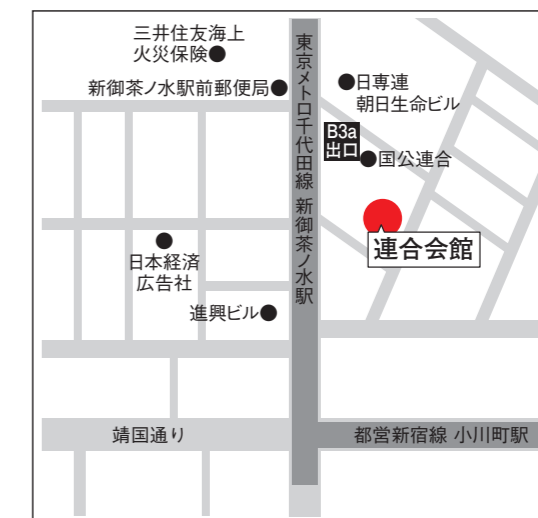 三井住友海上
火災保険●
新御茶ノ水駅前郵便局●
東京メトロ千代田線 新御茶ノ水駅
●日専連
朝日生命ビル
B3a
出口
●国公連合
連合会館
●
日本経済
広告社
進興ビル●
靖国通り
都営新宿線 小川町駅